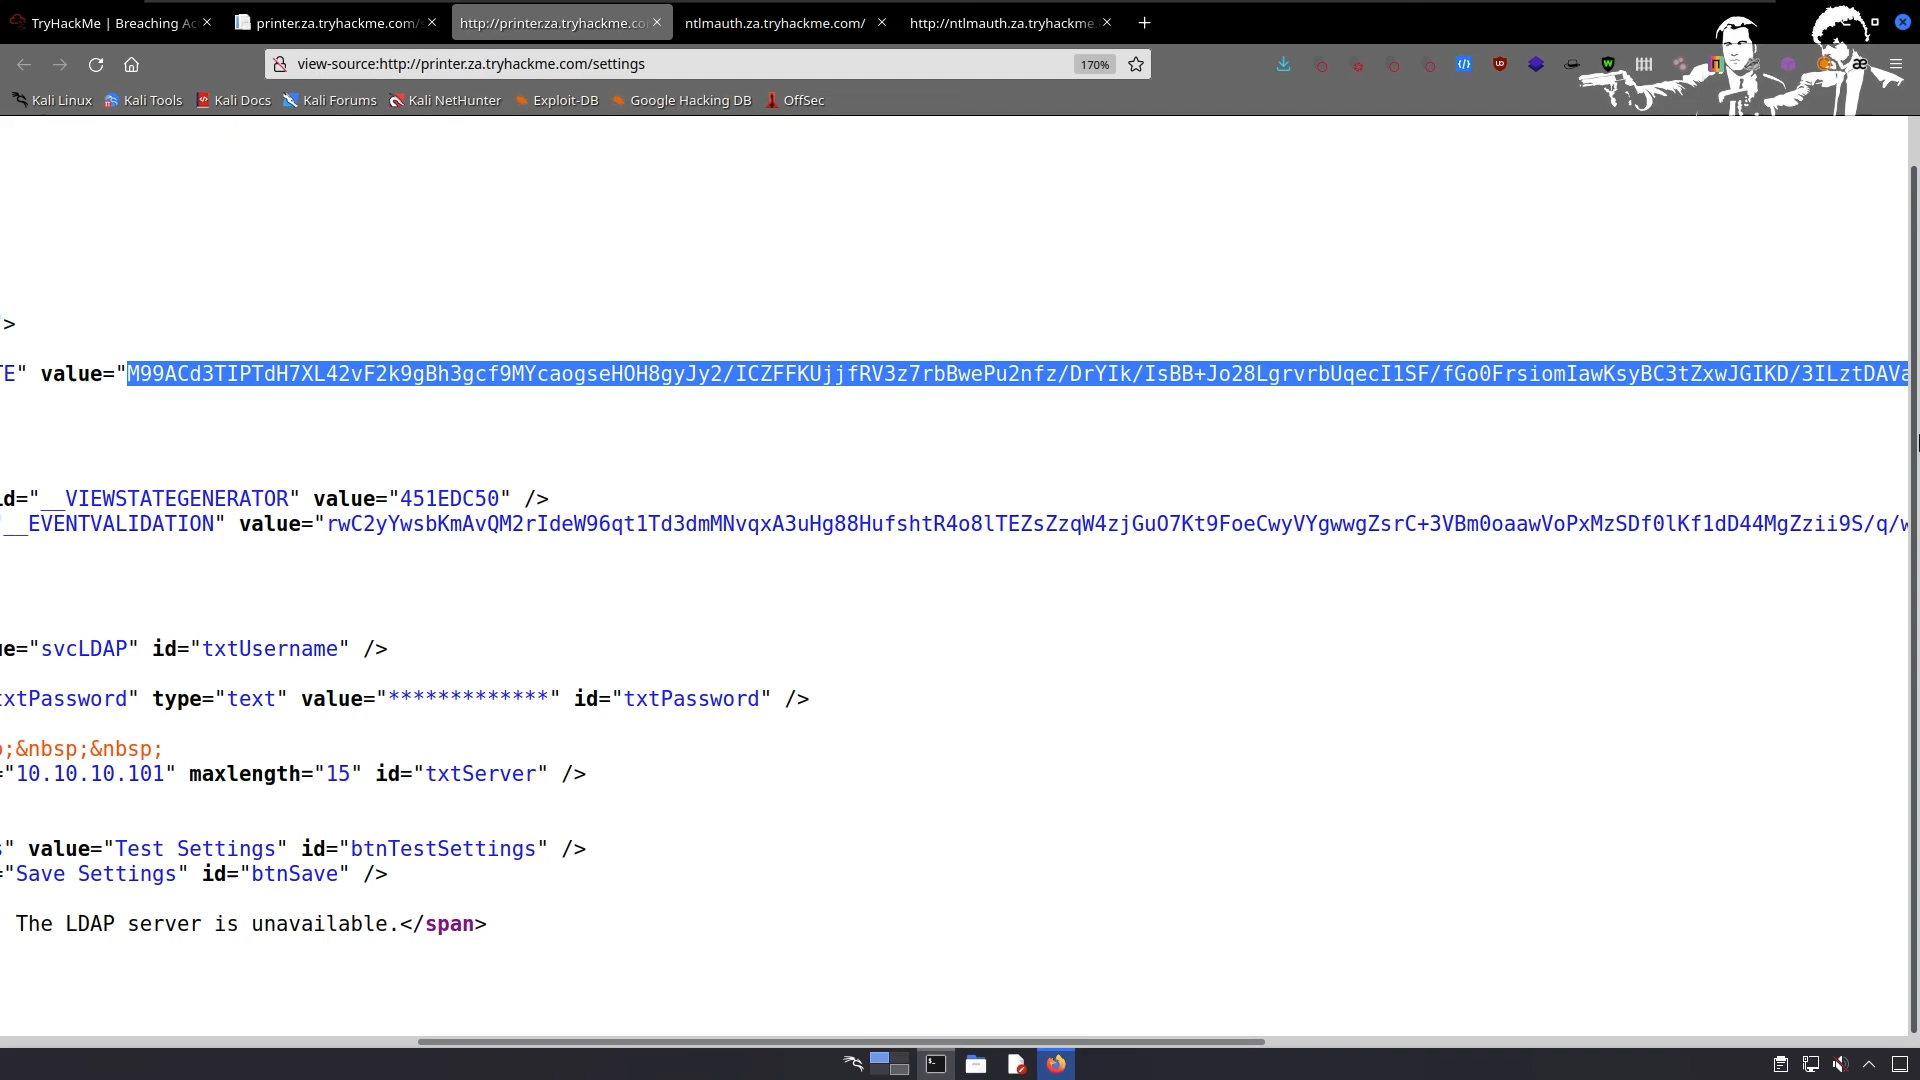 TryHackMe | Breaching Ac
printer.za.tryhackme.com/s
http://printer.za.tryhackme.co
ntlmauth.za.tryhackme.com/
http://ntlmauth.za.tryhackme.
view-source:http://printer.za.tryhackme.com/settings
170%
Kali Linux
Kali Tools
Kali Docs
Kali Forums
Kali NetHunter
Exploit-DB
Google Hacking DB
OffSec
">
TE" value="M99ACd3TIPTdH7XL42vF2k9gBh3gcf9MYcaogseHOH8gyJy2/ICZFFKUjjfRV3z7rbBwePu2nfz/DrYIk/IsBB+Jo28LgrvrbUqecI1SF/fGo0FrsiomIawKsyBC3tZxwJGIKD/3ILztDAVa
id="__VIEWSTATEGENERATOR" value="451EDC50" />
"__EVENTVALIDATION" value="rwC2yYwsbKmAvQM2rIdeW96qt1Td3dmMNvqxA3uHg88HufshtR4o8lTEZsZzqW4zjGuO7Kt9FoeCwyVYgwwgZsrC+3VBm0oaawVoPxMzSDf0lKf1dD44MgZzii9S/q/w
ue="svcLDAP" id="txtUsername" />
txtPassword" type="text" value="*************" id="txtPassword" />
p;&nbsp;&nbsp;
="10.10.10.101" maxlength="15" id="txtServer" />
s" value="Test Settings" id="btnTestSettings" />
="Save Settings" id="btnSave" />
The LDAP server is unavailable.</span>